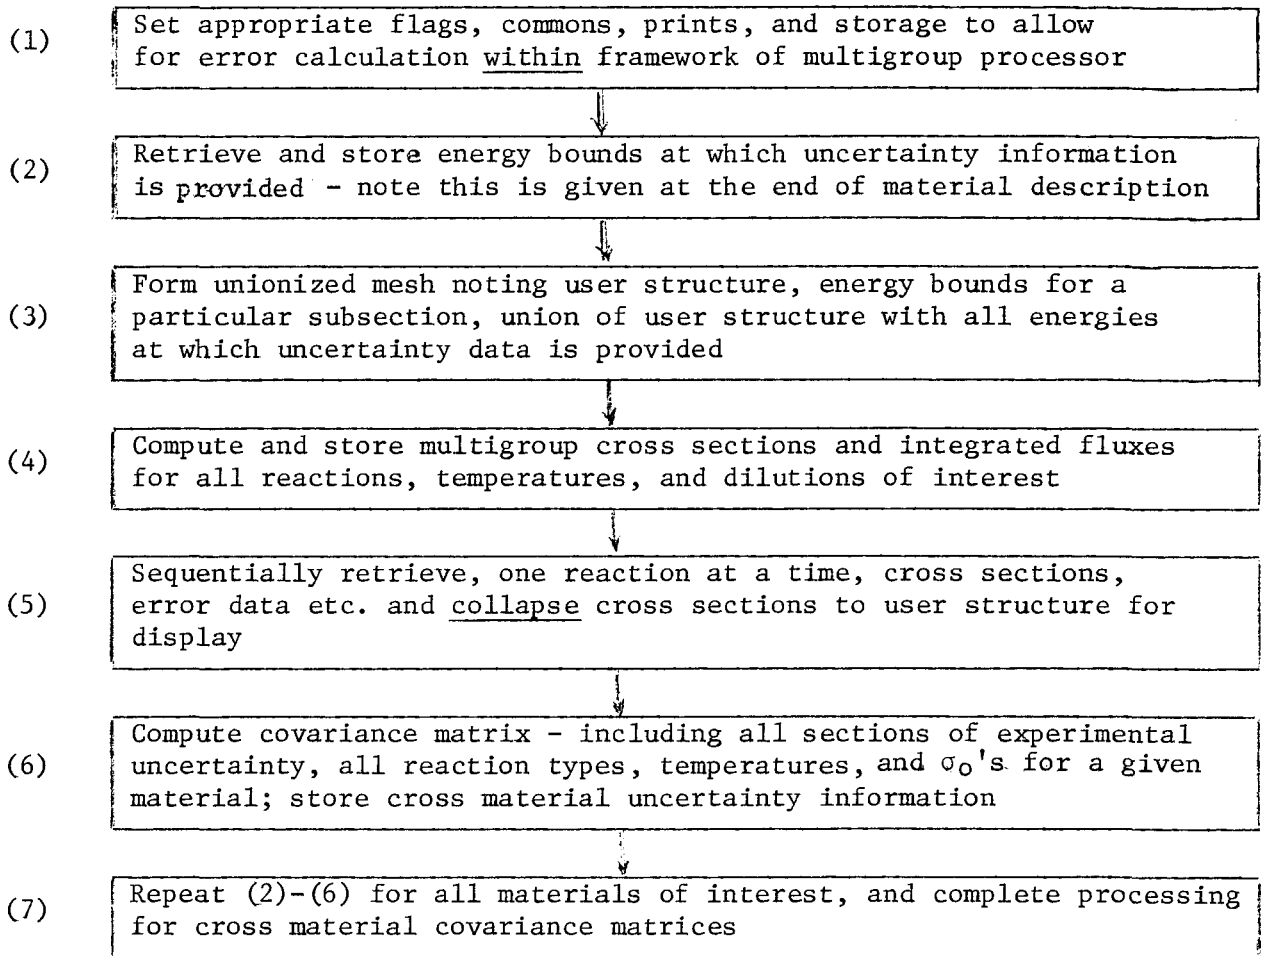 (1)
Set appropriate flags, commons, prints, and storage to allow
for error calculation within framework of multigroup processor
(2)
Retrieve and store energy bounds at which uncertainty information
is provided - note this is given at the end of material description
(3)
Form unionized mesh noting user structure, energy bounds for a
particular subsection, union of user structure with all energies
at which uncertainty data is provided
(4)
Compute and store multigroup cross sections and integrated fluxes
for all reactions, temperatures, and dilutions of interest
(5)
Sequentially retrieve, one reaction at a time, cross sections,
error data etc. and collapse cross sections to user structure for
display
(6)
Compute covariance matrix - including all sections of experimental
uncertainty, all reaction types, temperatures, and σ₀'s for a given
material; store cross material uncertainty information
(7)
Repeat (2)-(6) for all materials of interest, and complete processing
for cross material covariance matrices